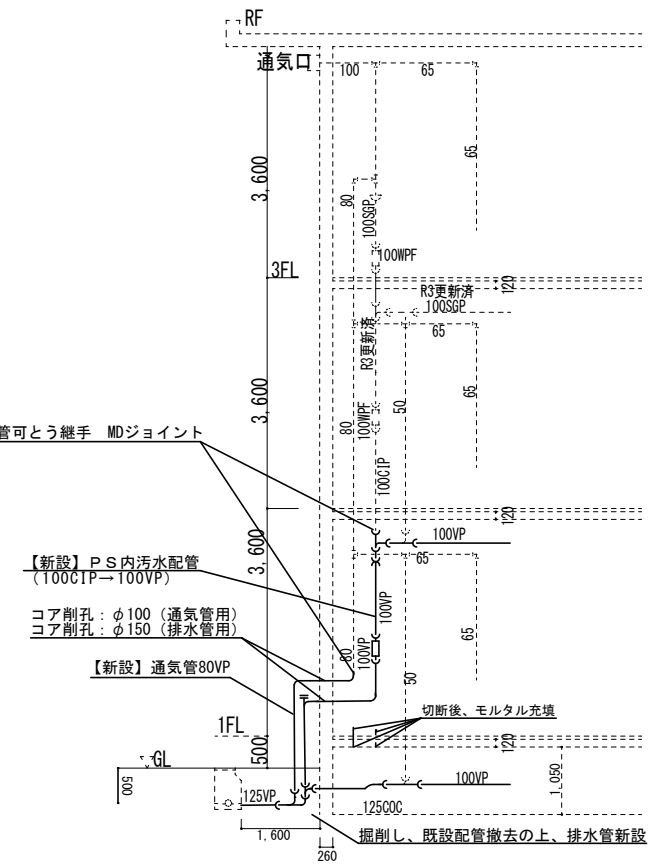 RF
通気口
100
65
3,600
65
80
100SGP
100WPF
3FL
R3更新済
120
100SGP
65
R3更新済
65
3,600
50
80
100WPF
管可とう継手 MDジョイント
100CIP
120
100VP
3,600
65
【新設】PS内汚水配管
(100CIP→100VP)
100VP
コア削孔:φ100(通気管用)
コア削孔:φ150(排水管用)
65
100VP
80
【新設】通気管80VP
50
切断後、モルタル充填
1FL
500
120
GL
500
100VP
1,050
125VP
125COC
1,600
掘削し、既設配管撤去の上、排水管新設
260